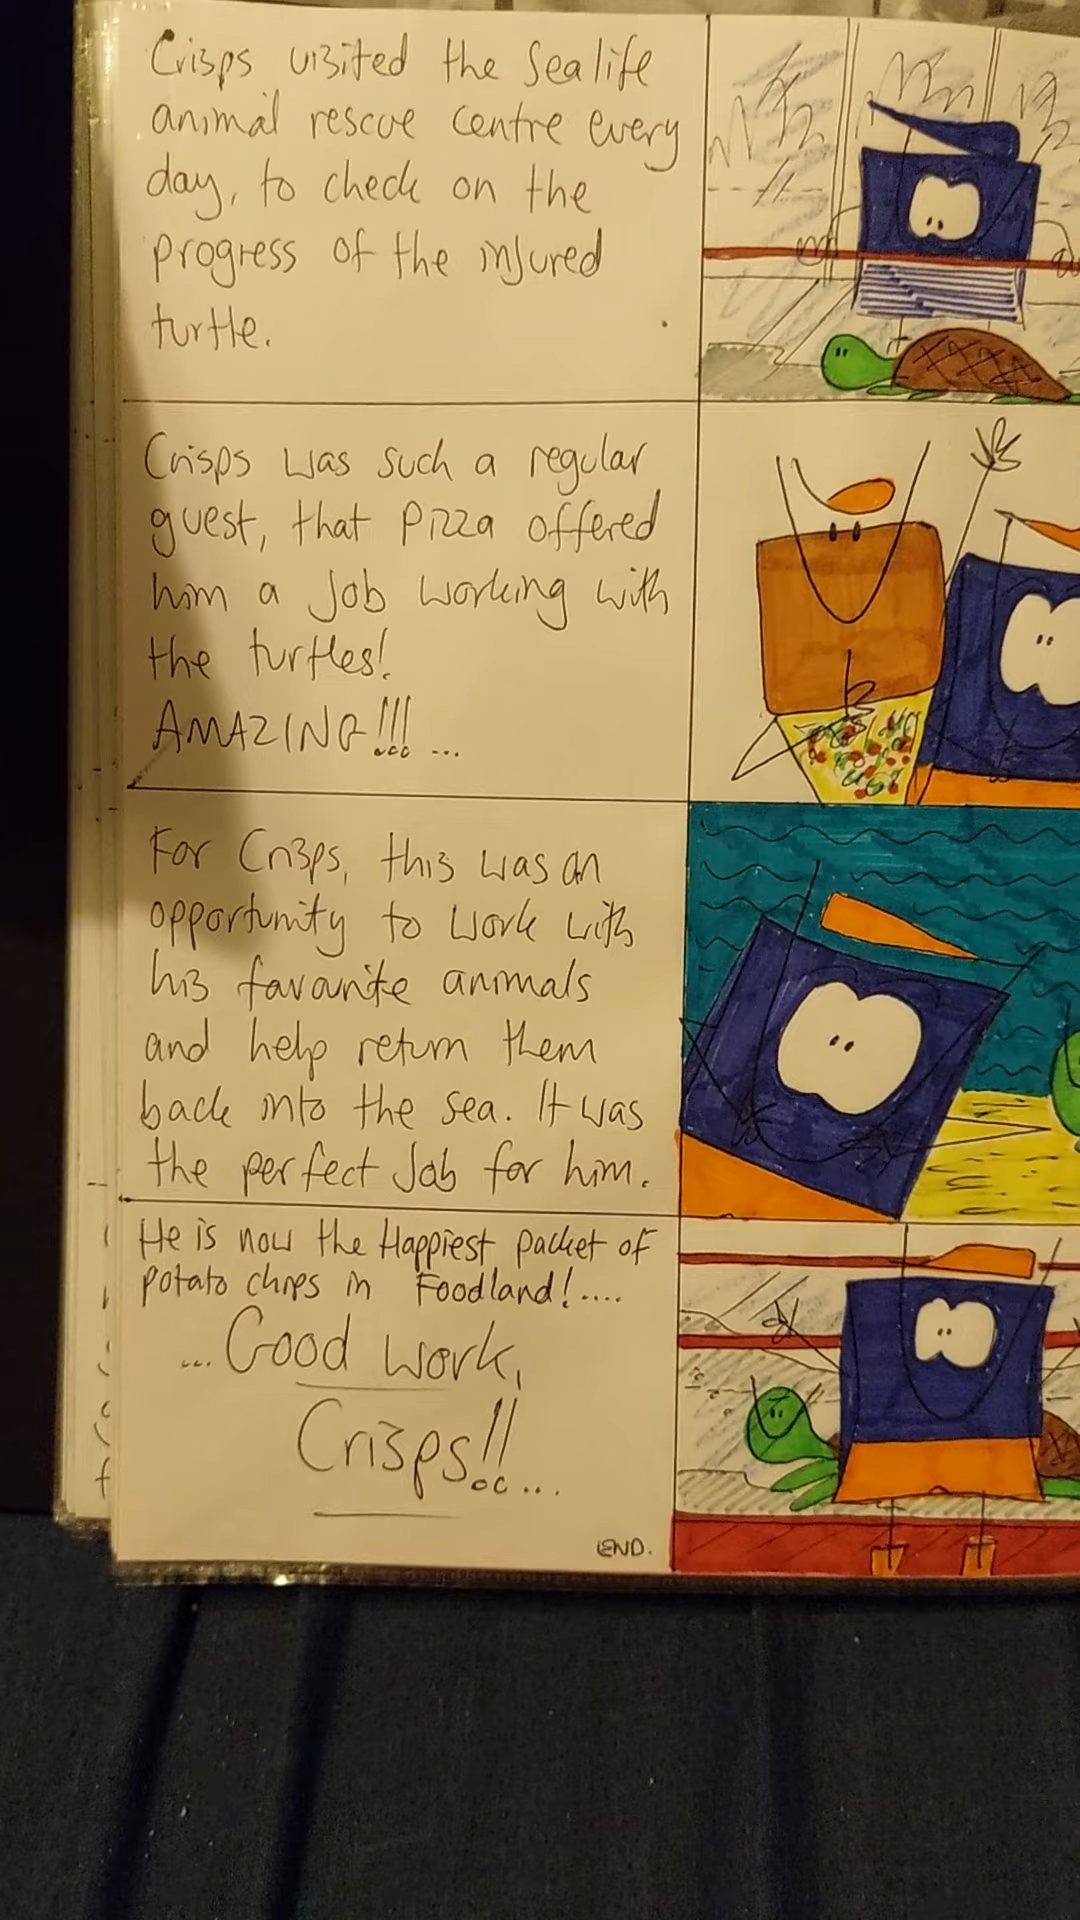 Crisps visited the Sealife
animal rescue centre every
day, to check on the
progress of the injured
turtle.
Crisps was such a regular
guest, that Pizza offered
him a job working with
the turtles!
AMAZING!!! ...
For Crisps, this was an
opportunity to work with
his favourite animals
and help return them
back into the sea. It was
the perfect job for him.
He is now the Happiest packet of
potato chips in Foodland!....
...Good work,
Crisps!!...
END.